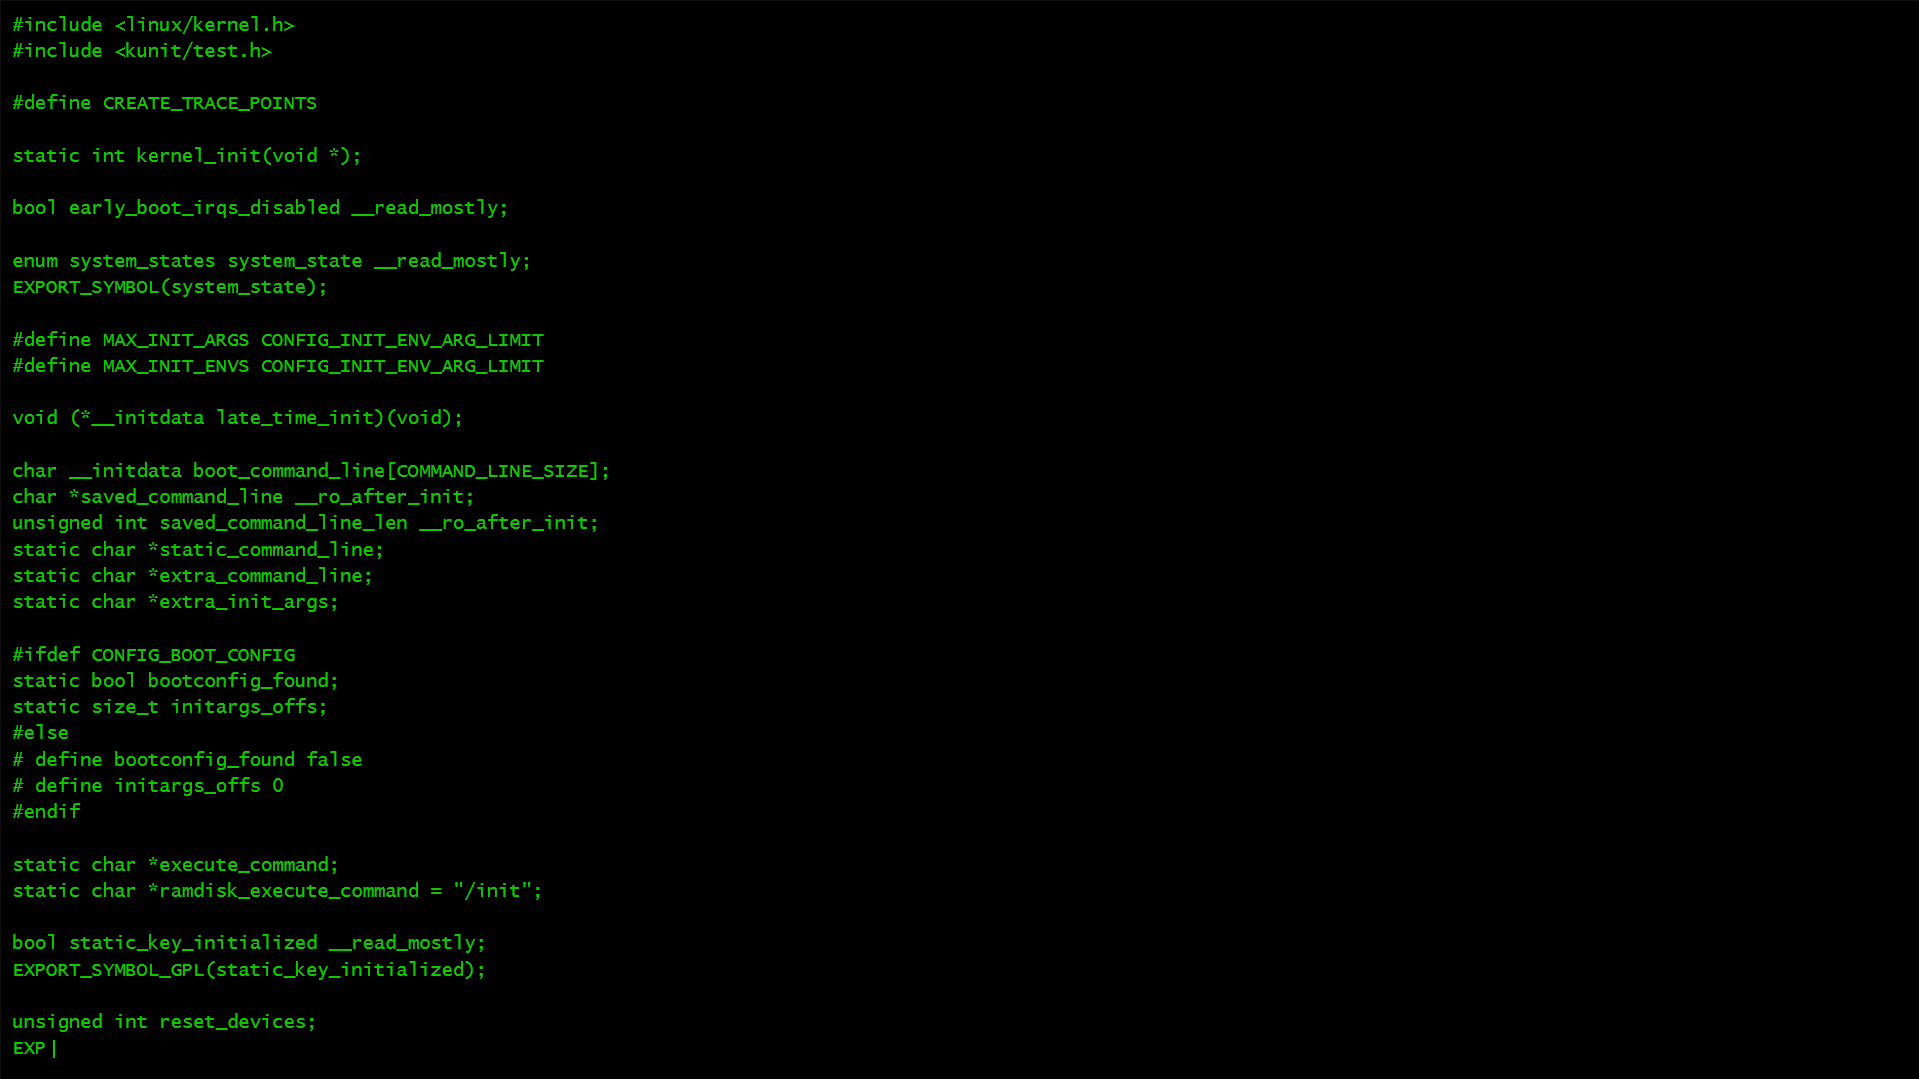 #include <linux/kernel.h>
#include <kunit/test.h>
#define CREATE_TRACE_POINTS
static int kernel_init(void *);
bool early_boot_irqs_disabled __read_mostly;
enum system_states system_state __read_mostly;
EXPORT_SYMBOL(system_state);
#define MAX_INIT_ARGS CONFIG_INIT_ENV_ARG_LIMIT
#define MAX_INIT_ENVS CONFIG_INIT_ENV_ARG_LIMIT
void (*__initdata late_time_init)(void);
char __initdata boot_command_line[COMMAND_LINE_SIZE];
char *saved_command_line __ro_after_init;
unsigned int saved_command_line_len __ro_after_init;
static char *static_command_line;
static char *extra_command_line;
static char *extra_init_args;
#ifdef CONFIG_BOOT_CONFIG
static bool bootconfig_found;
static size_t initargs_offs;
#else
# define bootconfig_found false
# define initargs_offs 0
#endif
static char *execute_command;
static char *ramdisk_execute_command = "/init";
bool static_key_initialized __read_mostly;
EXPORT_SYMBOL_GPL(static_key_initialized);
unsigned int reset_devices;
EXP|